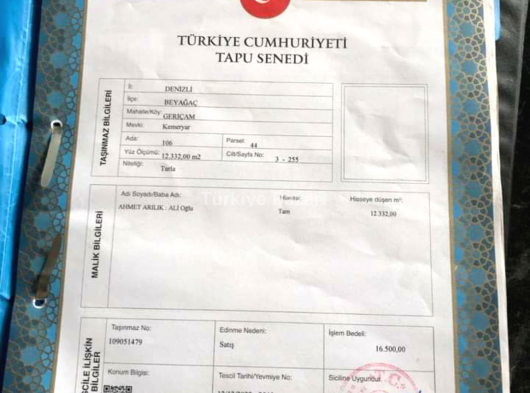 TÜRKİYE CUMHURİYETİ
TAPU SENEDİ
TAŞINMAZ BİLGİLERİ
İl: DENİZLİ
İlçe: BEYAĞAÇ
Mahalle/Köy: GERİÇAM
Mevki: Kemeryar
Ada: 106 Parsel: 44
Yüz Ölçümü: 12.332,00 m2 Cilt/Sayfa No: 3 - 255
Niteliği: Tarla
MALİK BİLGİLERİ
Adı Soyadı/Baba Adı: Hissesi: Hisseye düşen m²:
AHMET ARILIK : ALİ Oğlu Tam 12.332,00
Türkiye
SCİLE İLİŞKİN
BİLGİLER
Taşınmaz No: Edinme Nedeni: İşlem Bedeli:
109051479 Satış 16.500,00
Konum Bilgisi: Tescil Tarihi/Yevmiye No: Siciline Uygundur.
T.C.